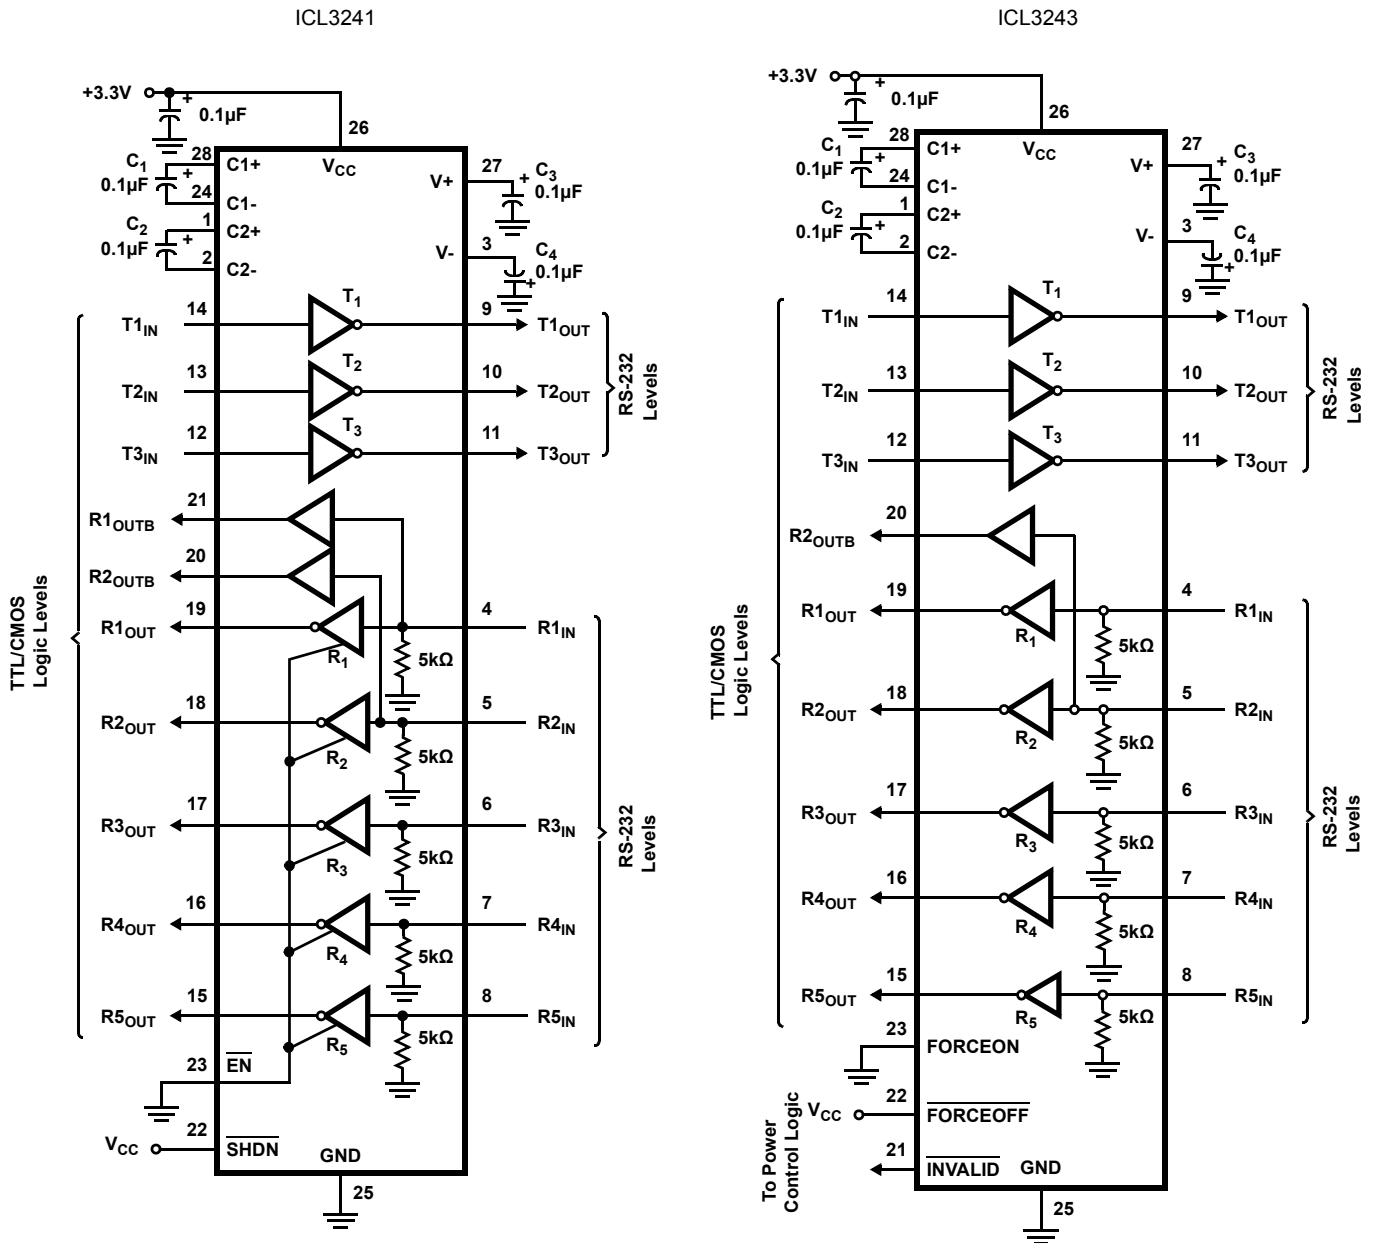 ICL3241
+3.3V
+
0.1µF
26
VCC
C1
0.1µF
+
28
C1+
24
C1-
C2
0.1µF
+
1
C2+
2
C2-
V+
27
+
C3
0.1µF
V-
3
C4
0.1µF
+
T1IN
14
T1
9
T1OUT
T2IN
13
T2
10
T2OUT
T3IN
12
T3
11
T3OUT
RS-232
Levels
R1OUTB
21
R2OUTB
20
R1OUT
19
R1
4
R1IN
5kΩ
R2OUT
18
R2
5
R2IN
5kΩ
R3OUT
17
R3
6
R3IN
5kΩ
R4OUT
16
R4
7
R4IN
5kΩ
R5OUT
15
R5
8
R5IN
5kΩ
TTL/CMOS
Logic Levels
RS-232
Levels
23
EN
VCC
22
SHDN
GND
25
ICL3243
+3.3V
+
0.1µF
26
VCC
C1
0.1µF
+
28
C1+
24
C1-
C2
0.1µF
+
1
C2+
2
C2-
V+
27
+
C3
0.1µF
V-
3
C4
0.1µF
+
T1IN
14
T1
9
T1OUT
T2IN
13
T2
10
T2OUT
T3IN
12
T3
11
T3OUT
RS-232
Levels
R2OUTB
20
R1OUT
19
R1
4
R1IN
5kΩ
R2OUT
18
R2
5
R2IN
5kΩ
R3OUT
17
R3
6
R3IN
5kΩ
R4OUT
16
R4
7
R4IN
5kΩ
R5OUT
15
R5
8
R5IN
5kΩ
TTL/CMOS
Logic Levels
RS-232
Levels
23
FORCEON
VCC
22
FORCEOFF
To Power
Control Logic
21
INVALID
GND
25